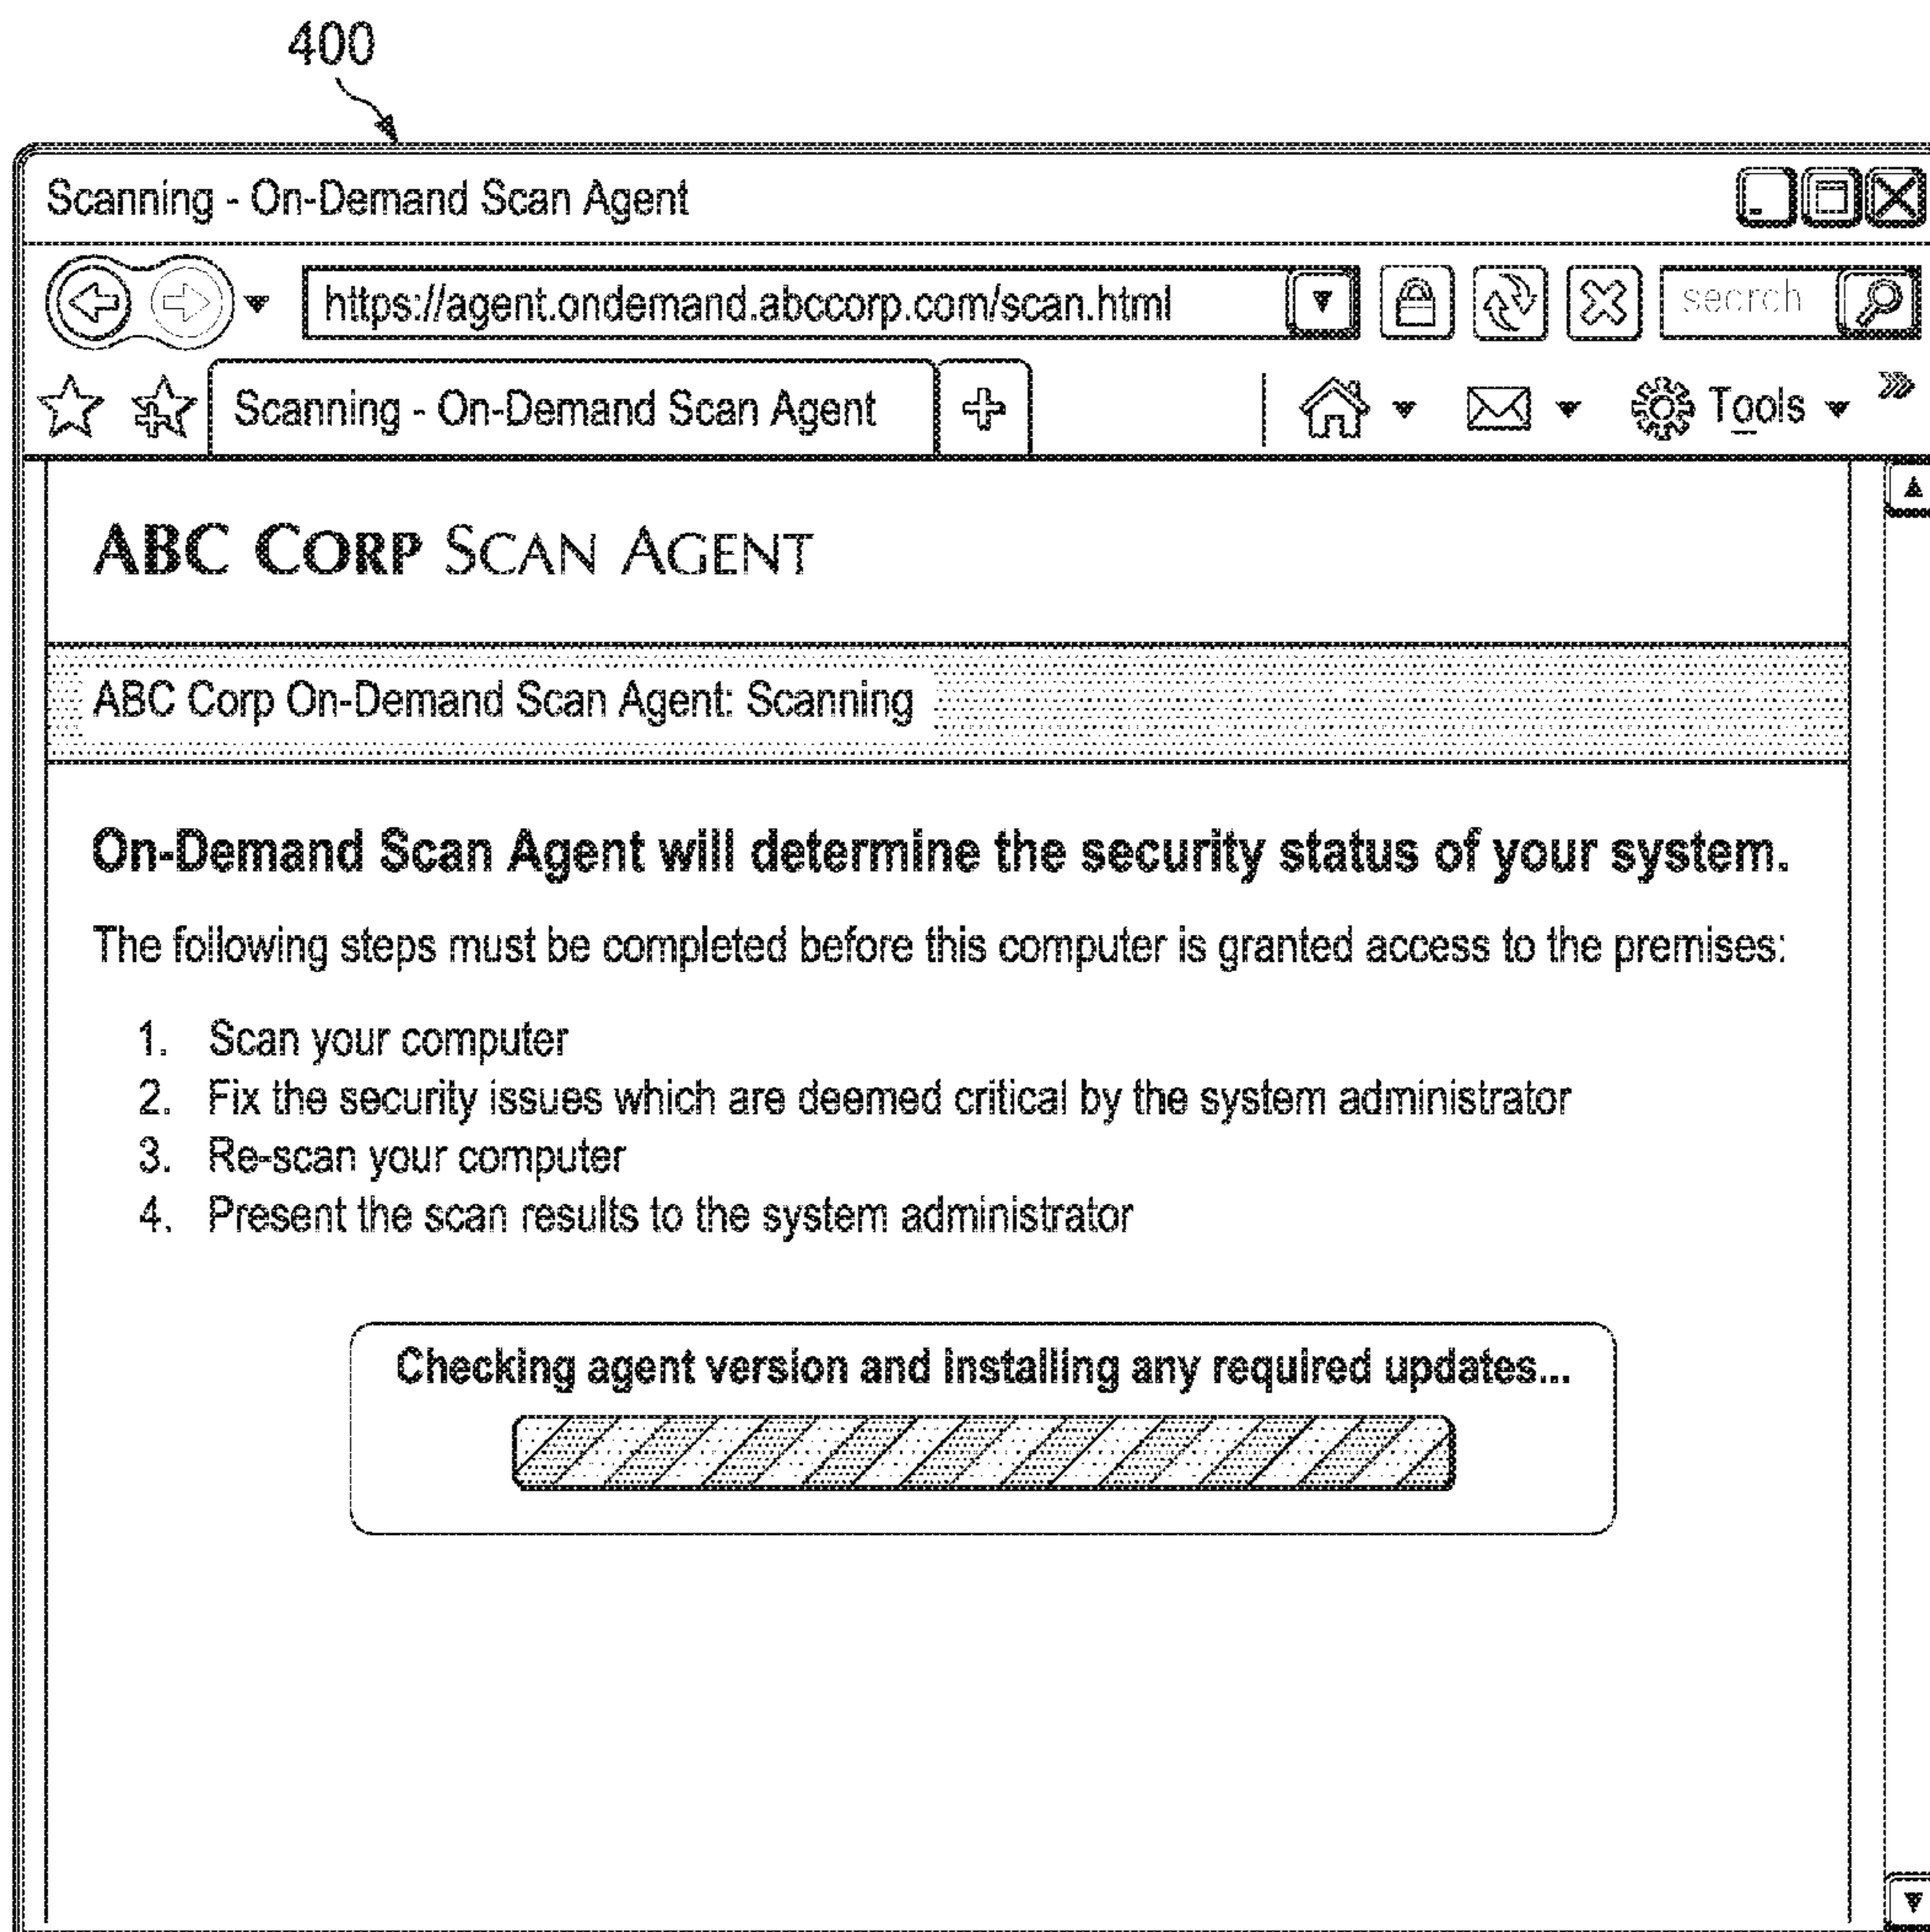 400
Scanning - On-Demand Scan Agent
https://agent.ondemand.abccorp.com/scan.html
search
Scanning - On-Demand Scan Agent
Tools
ABC CORP SCAN AGENT
ABC Corp On-Demand Scan Agent: Scanning
On-Demand Scan Agent will determine the security status of your system.
The following steps must be completed before this computer is granted access to the premises:
1. Scan your computer
2. Fix the security issues which are deemed critical by the system administrator
3. Re-scan your computer
4. Present the scan results to the system administrator
Checking agent version and installing any required updates...